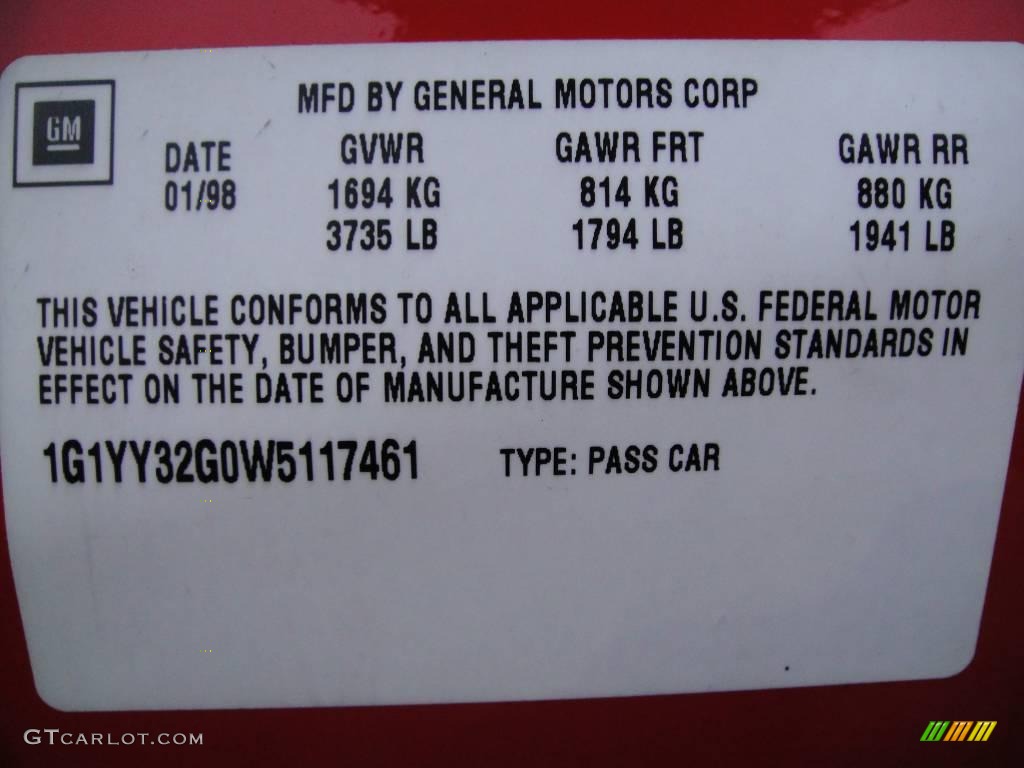 MFD BY GENERAL MOTORS CORP
GM
DATE GVWR GAWR FRT GAWR RR
01/98 1694 KG 814 KG 880 KG
3735 LB 1794 LB 1941 LB
THIS VEHICLE CONFORMS TO ALL APPLICABLE U.S. FEDERAL MOTOR
VEHICLE SAFETY, BUMPER, AND THEFT PREVENTION STANDARDS IN
EFFECT ON THE DATE OF MANUFACTURE SHOWN ABOVE.
1G1YY32G0W5117461 TYPE: PASS CAR
GTCARLOT.COM